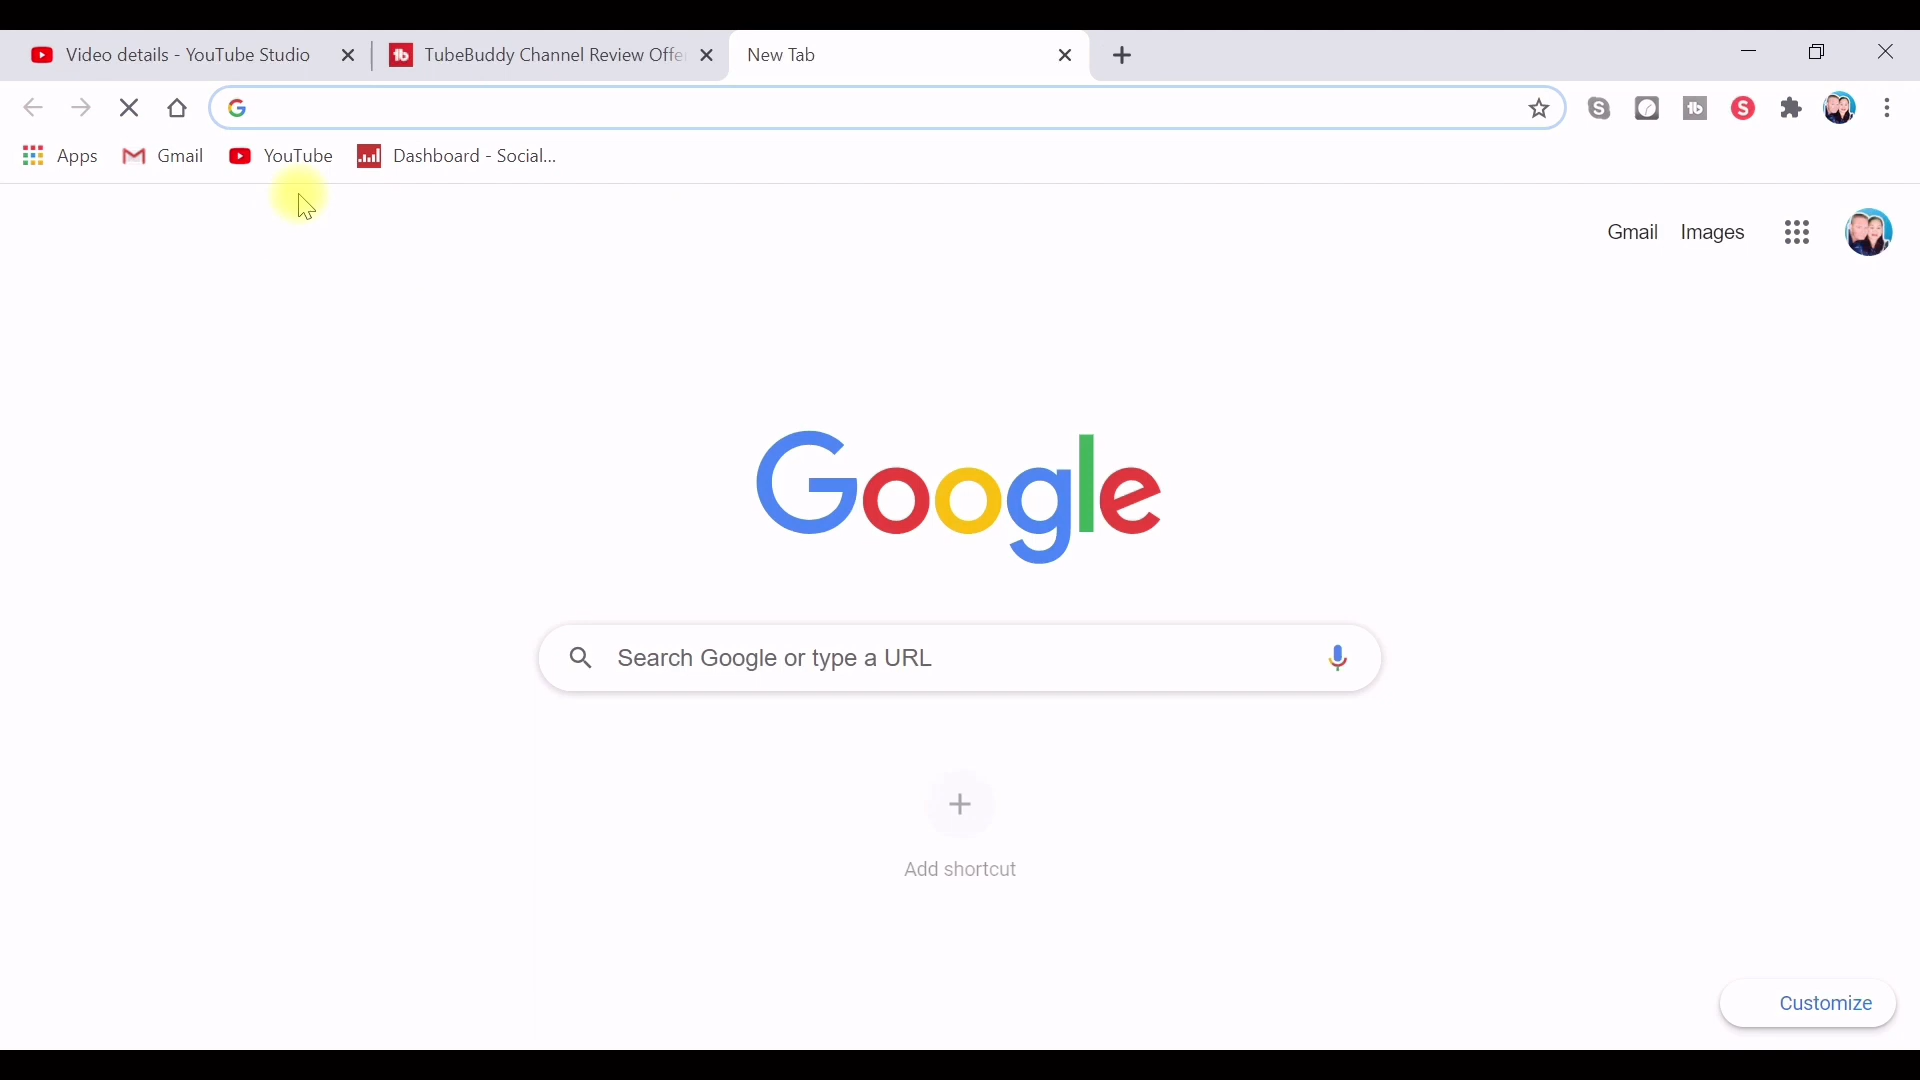 Video details - YouTube Studio
TubeBuddy Channel Review Offe
New Tab
Apps
Gmail
YouTube
Dashboard - Social...
Gmail
Images
Google
Search Google or type a URL
Add shortcut
Customize